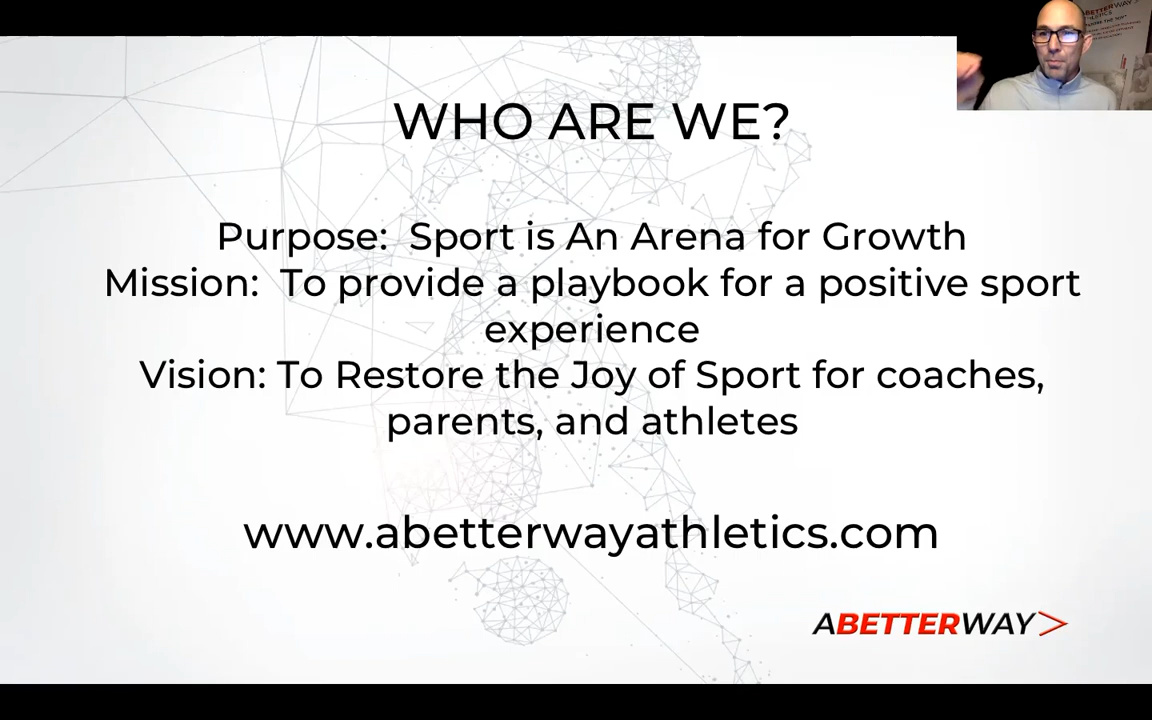 BETTERWAY
WHO ARE WE?
Purpose:  Sport is An Arena for Growth
Mission:  To provide a playbook for a positive sport
experience
Vision: To Restore the Joy of Sport for coaches,
parents, and athletes
www.abetterwayathletics.com
ABETTERWAY>